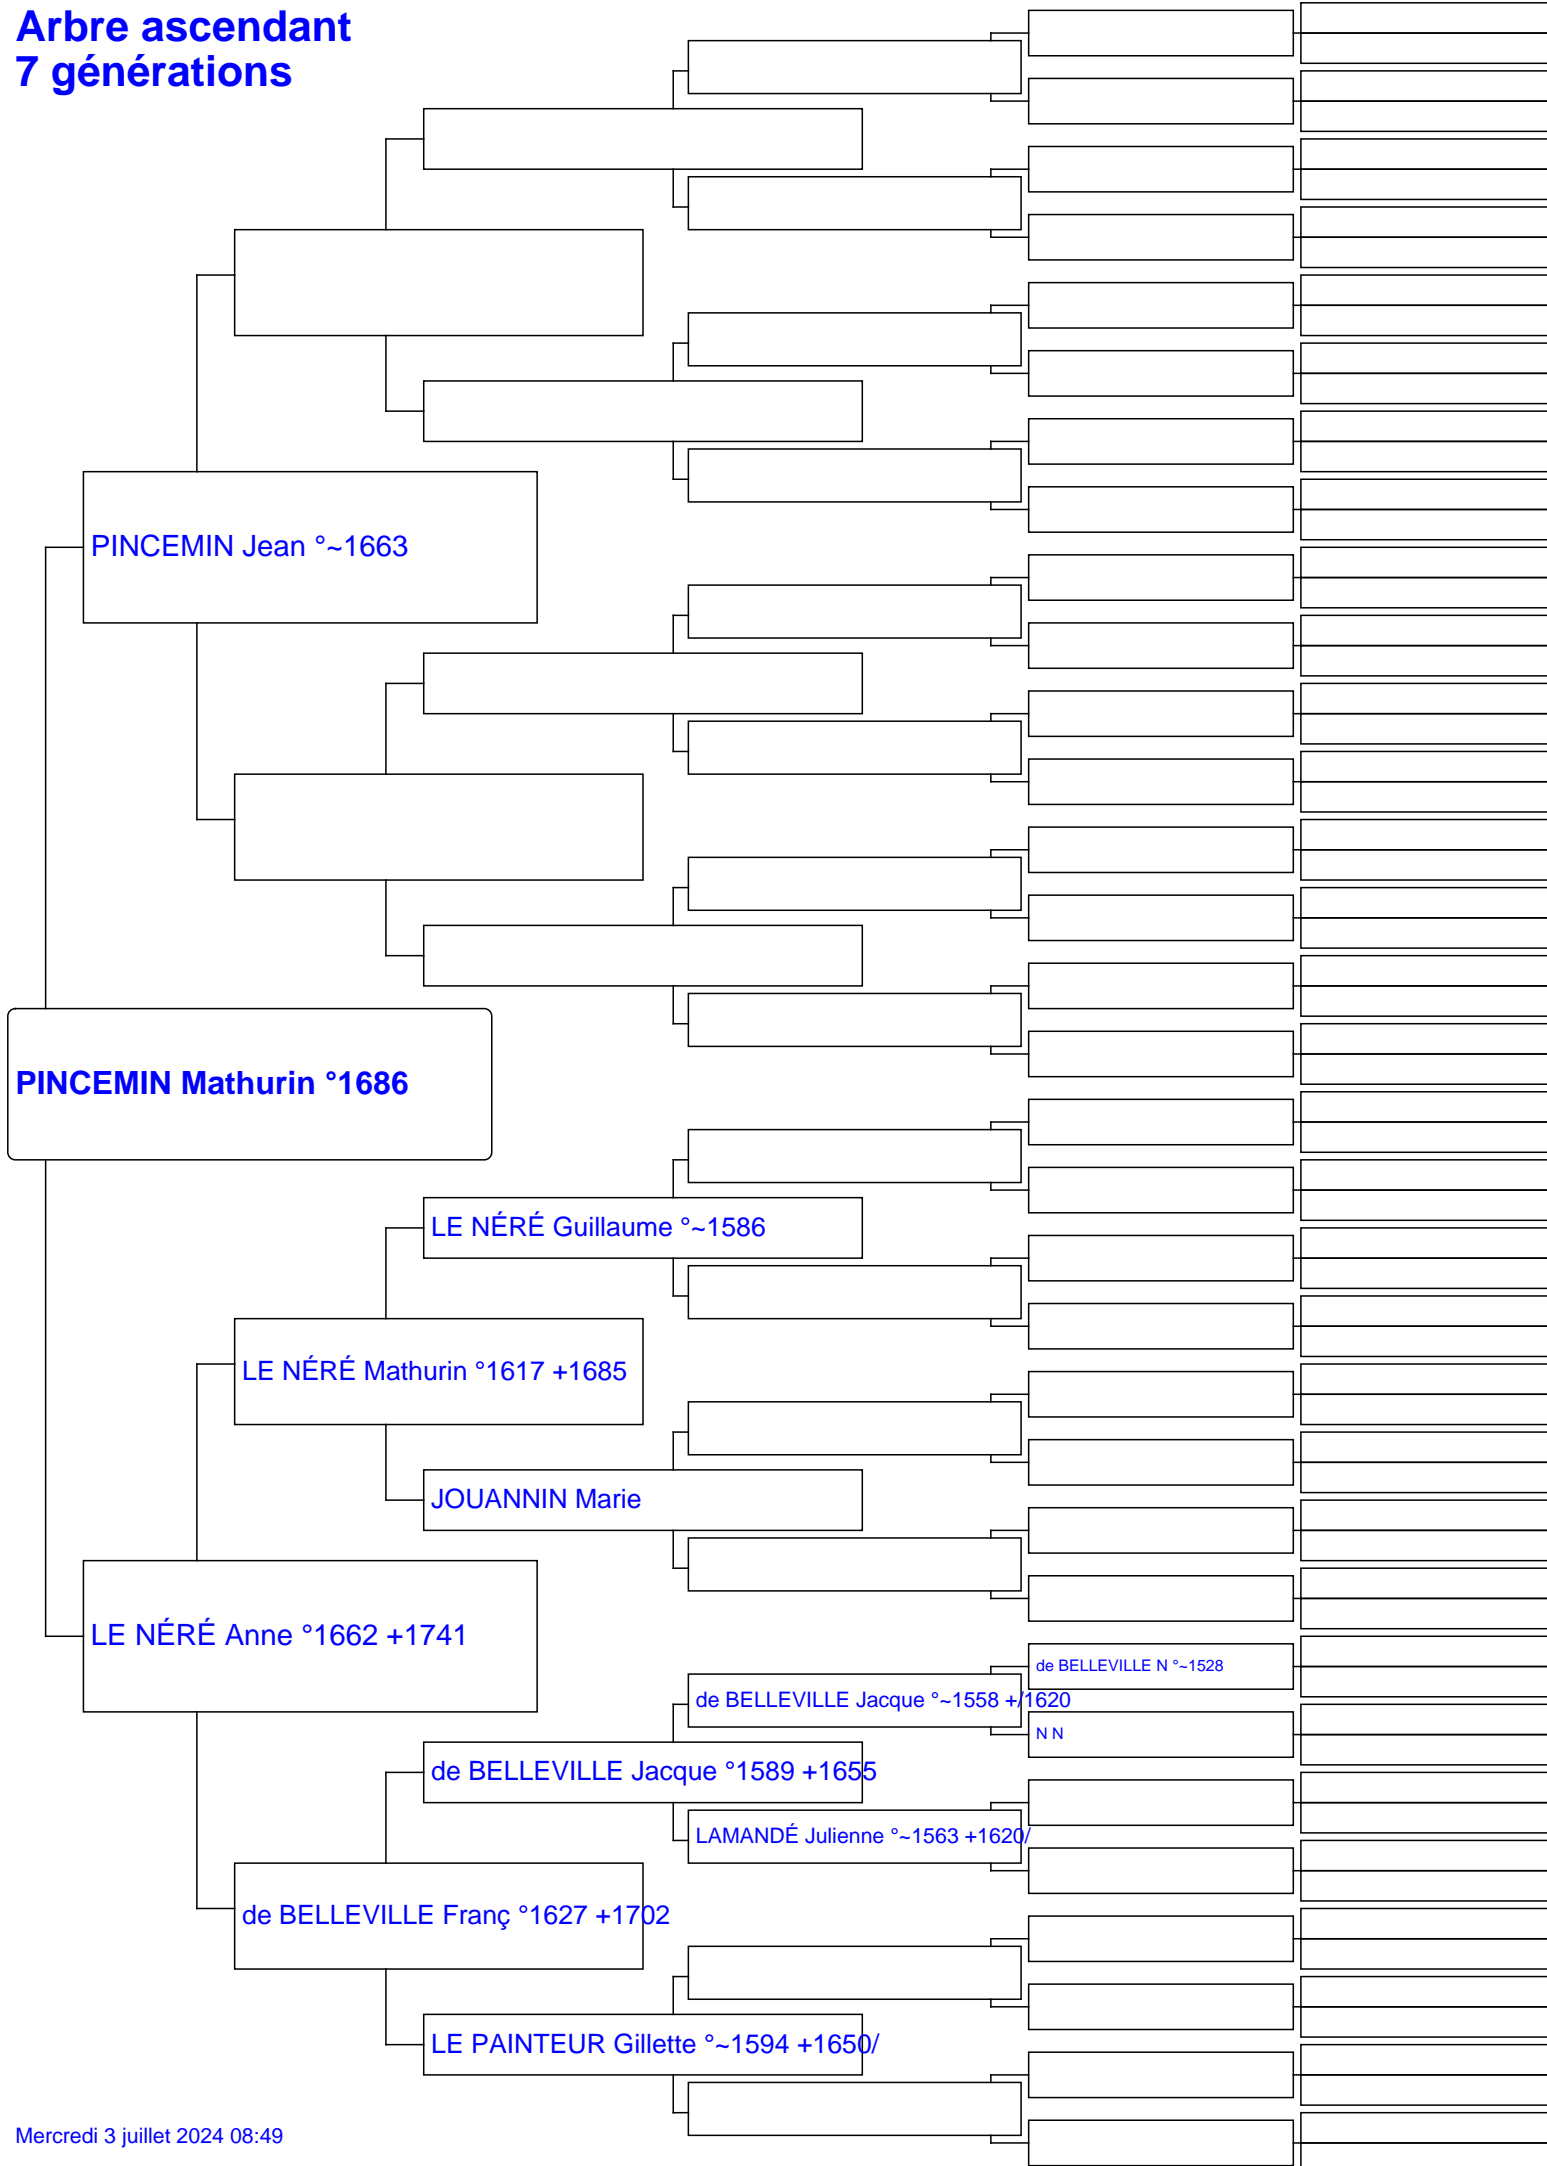 Arbre ascendant
7 générations
PINCEMIN Jean °~1663
PINCEMIN Mathurin °1686
LE NÉRÉ Guillaume °~1586
LE NÉRÉ Mathurin °1617 +1685
JOUANNIN Marie
LE NÉRÉ Anne °1662 +1741
de BELLEVILLE N °~1528
de BELLEVILLE Jacque °~1558 +/1620
N N
de BELLEVILLE Jacque °1589 +1655
LAMANDÉ Julienne °~1563 +1620/
de BELLEVILLE Franç °1627 +1702
LE PAINTEUR Gillette °~1594 +1650/
Mercredi 3 juillet 2024 08:49